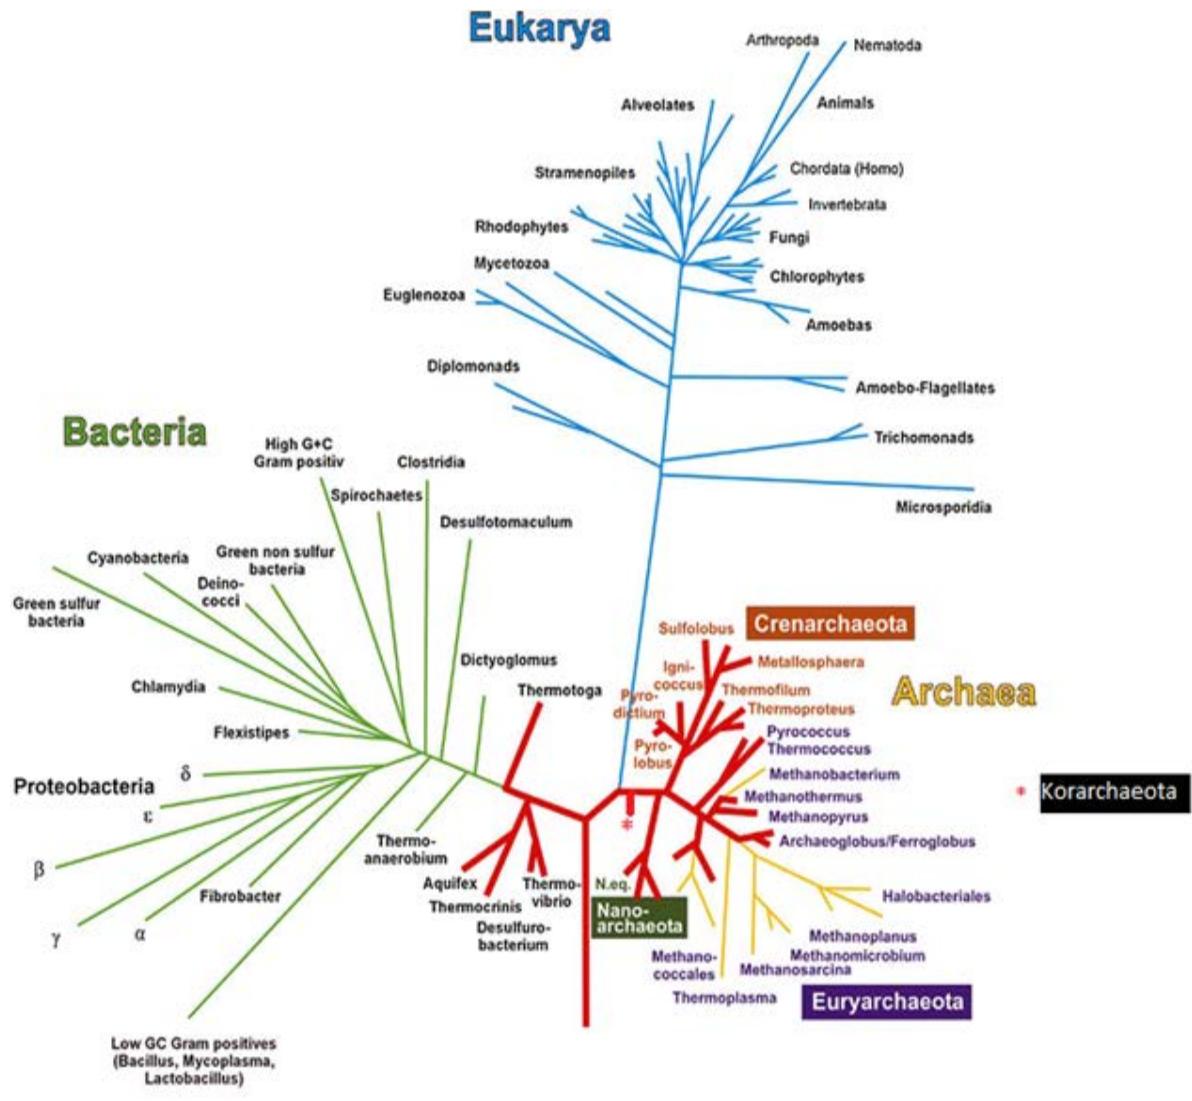 Eukarya
Arthropoda
Nematoda
Alveolates
Animals
Stramenopiles
Chordata (Homo)
Invertebrata
Rhodophytes
Fungi
Mycetozoa
Chlorophytes
Euglenozoa
Amoebas
Diplomonads
Amoebo-Flagellates
Trichomonads
Microsporidia
Bacteria
High G+C
Gram positiv
Clostridia
Spirochaetes
Desulfotomaculum
Cyanobacteria
Green non sulfur
bacteria
Deino-
cocci
Green sulfur
bacteria
Dictyoglomus
Chlamydia
Thermotoga
Flexistipes
Proteobacteria
δ
ε
β
γ
α
Fibrobacter
Thermo-
anaerobium
Aquifex
Thermocrinis
Thermo-
vibrio
Desulfuro-
bacterium
Low GC Gram positives
(Bacillus, Mycoplasma,
Lactobacillus)
Archaea
Crenarchaeota
Sulfolobus
Metallosphaera
Igni-
coccus
Thermofilum
Pyro-
dictium
Thermoproteus
Pyro-
lobus
Pyrococcus
Thermococcus
Methanobacterium
Methanothermus
Methanopyrus
Archaeoglobus/Ferroglobus
* Korarchaeota
*
N.eq.
Nano-
archaeota
Halobacteriales
Methanoplanus
Methanomicrobium
Methanosarcina
Methano-
coccales
Thermoplasma
Euryarchaeota